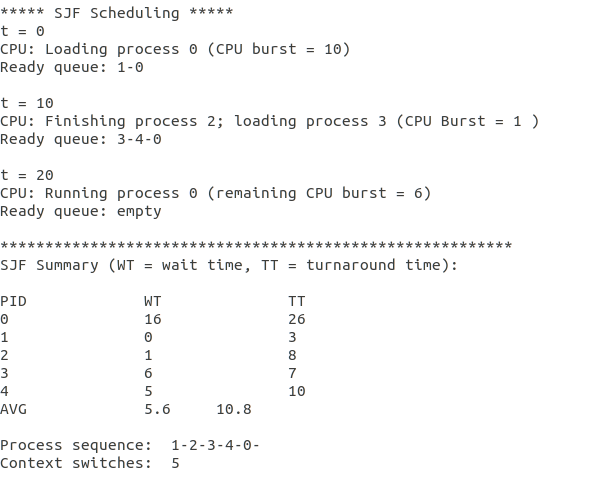 ***** SJF Scheduling *****
t = 0
CPU: Loading process 0 (CPU burst = 10)
Ready queue: 1-0
t = 10
CPU: Finishing process 2; loading process 3 (CPU Burst = 1 )
Ready queue: 3-4-0
t = 20
CPU: Running process 0 (remaining CPU burst = 6)
Ready queue: empty
*********************************************************
SJF Summary (WT = wait time, TT = turnaround time):
PID WT TT
0 16 26
1 0 3
2 1 8
3 6 7
4 5 10
AVG 5.6 10.8
Process sequence: 1-2-3-4-0-
Context switches: 5